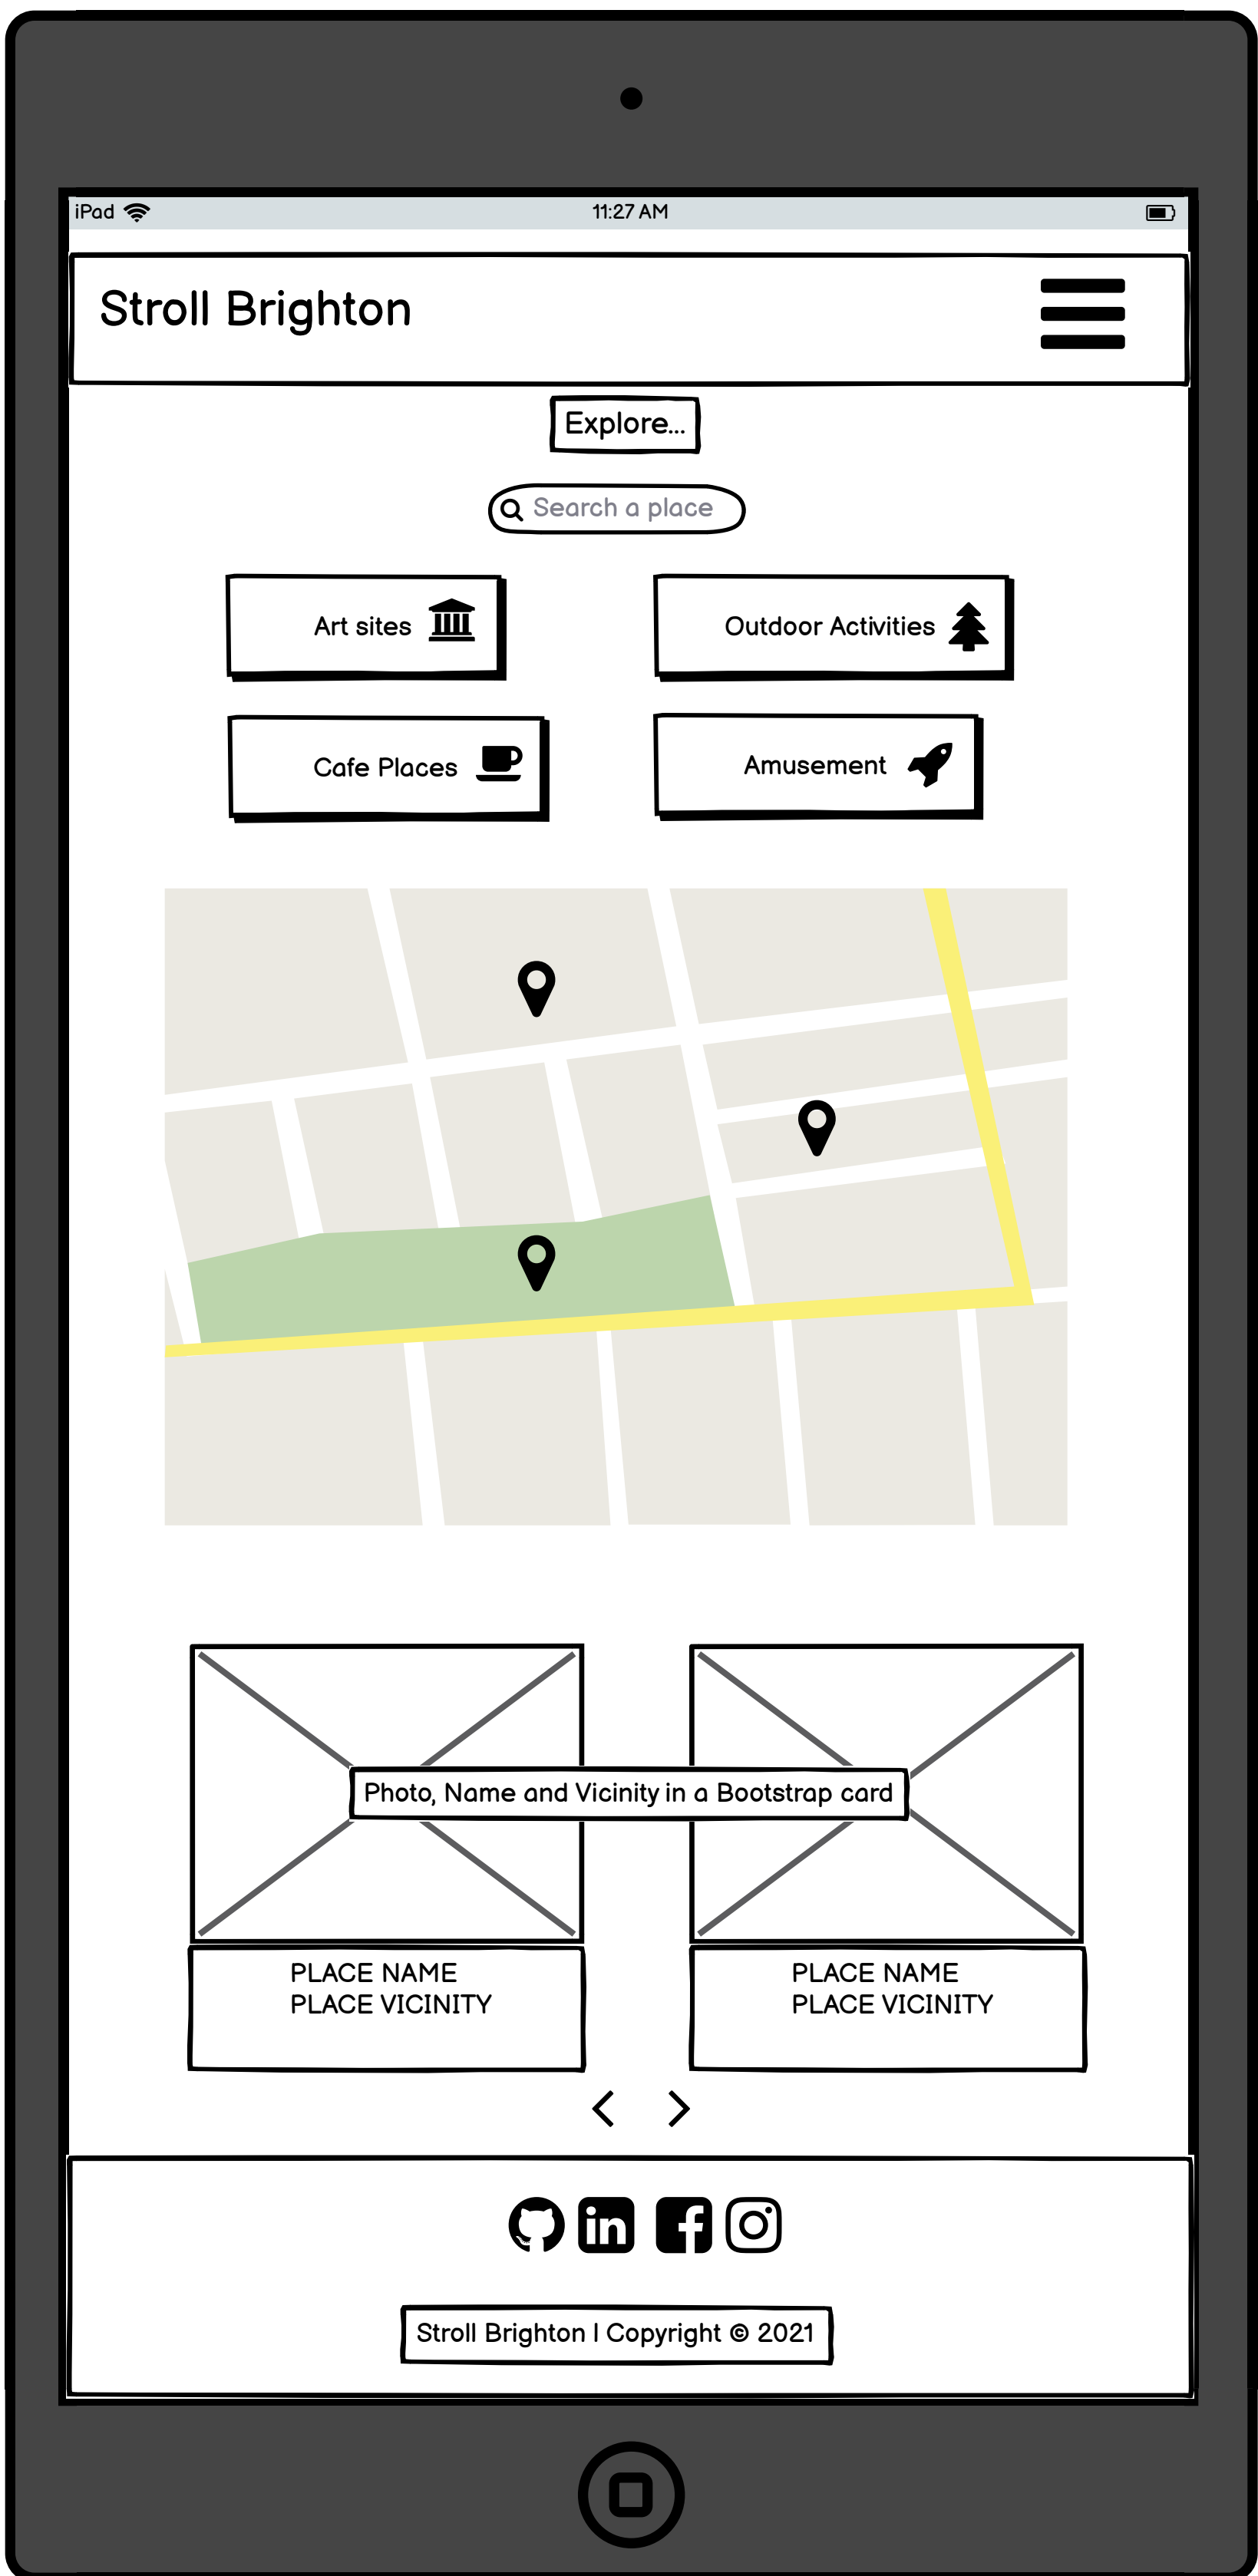 iPad
11:27 AM
Stroll Brighton
Explore...
Search a place
Art sites
Outdoor Activities
Cafe Places
Amusement
Photo, Name and Vicinity in a Bootstrap card
PLACE NAME
PLACE VICINITY
PLACE NAME
PLACE VICINITY
Stroll Brighton | Copyright © 2021